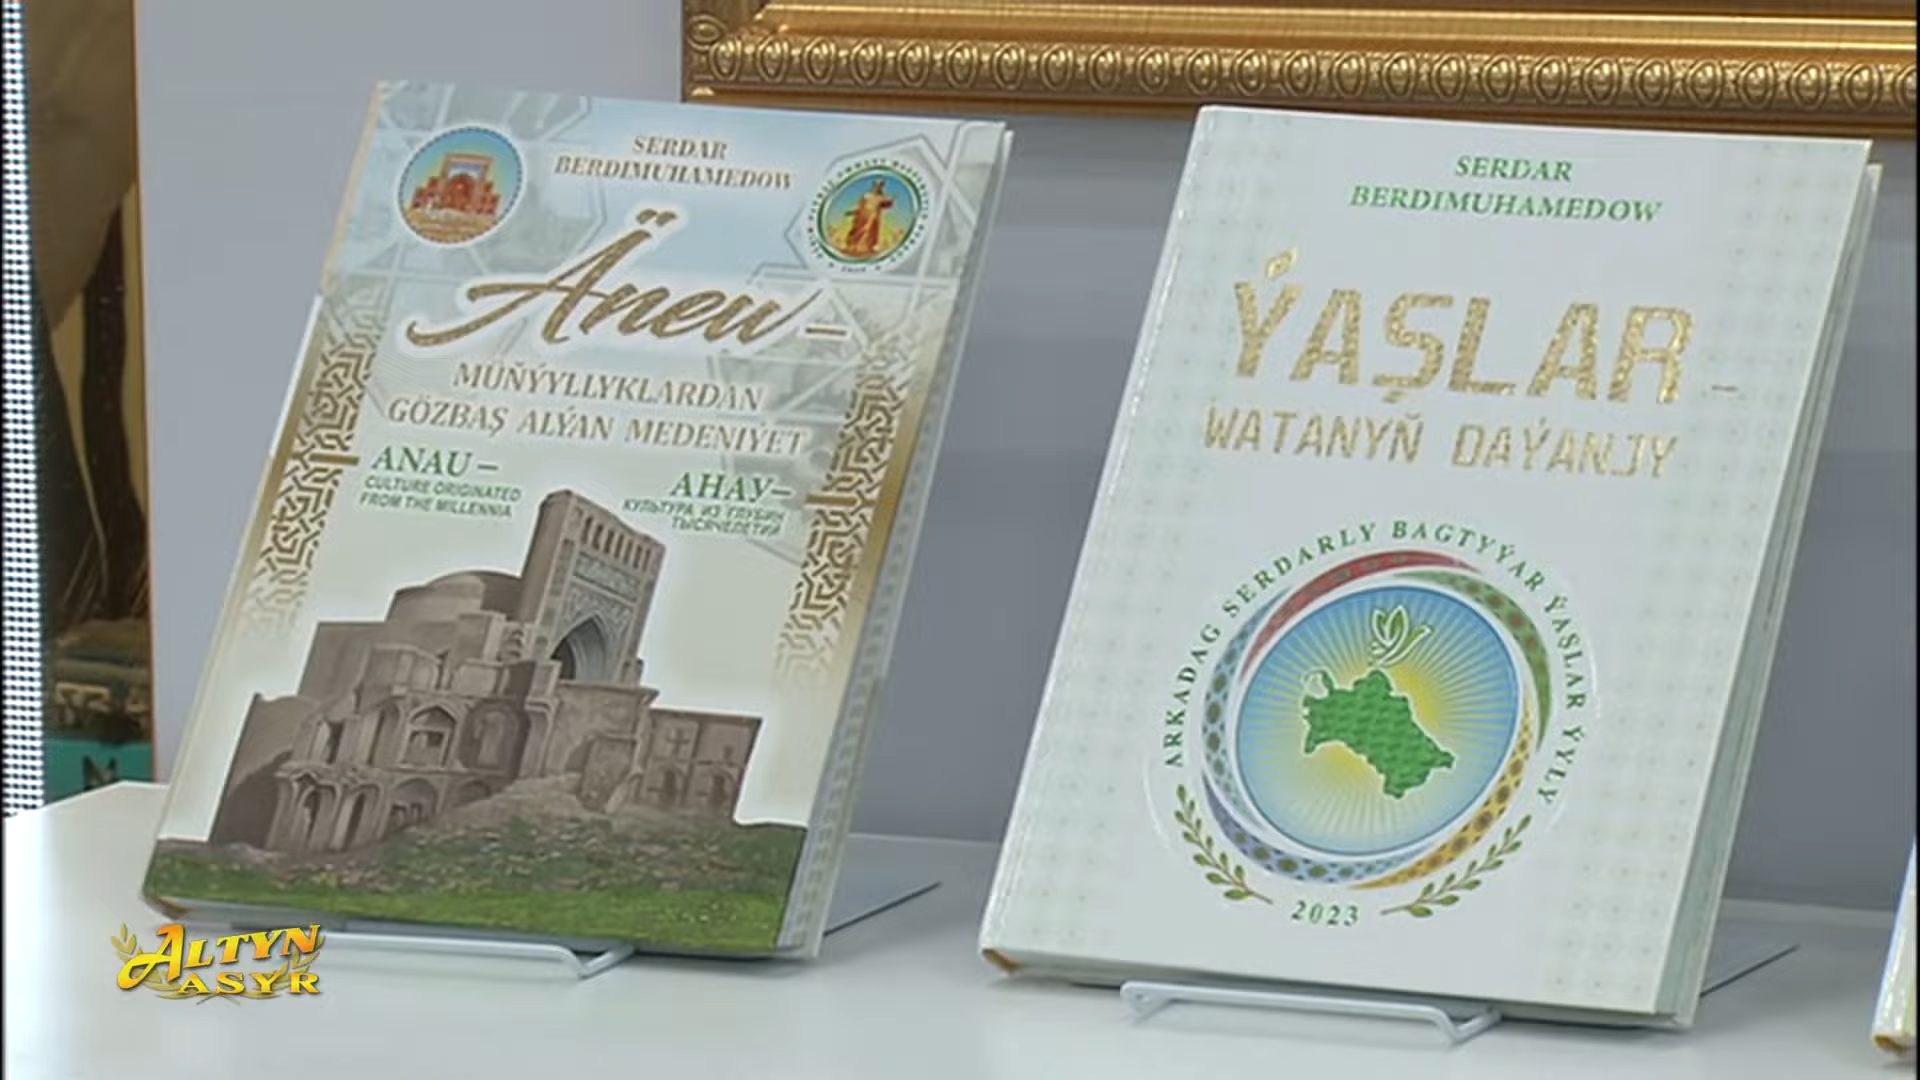 SERDAR
BERDIMUHAMEDOW
Äneu –
MÜŇÝYLLYKLARDAN
GÖZBAŞ ALÝAN MEDENIÝET
ANAU –
CULTURE ORIGINATED
FROM THE MILLENNIA
АНАУ–
КУЛЬТУРА ИЗ ГЛУБИН
ТЫСЯЧЕЛЕТИЙ
SERDAR
BERDIMUHAMEDOW
ÝAŞLAR –
WATANYŇ DAÝANJY
ARKADAG SERDARLY BAGTYÝAR ÝAŞLAR ÝYLY
2023
ALTYN
ASYR